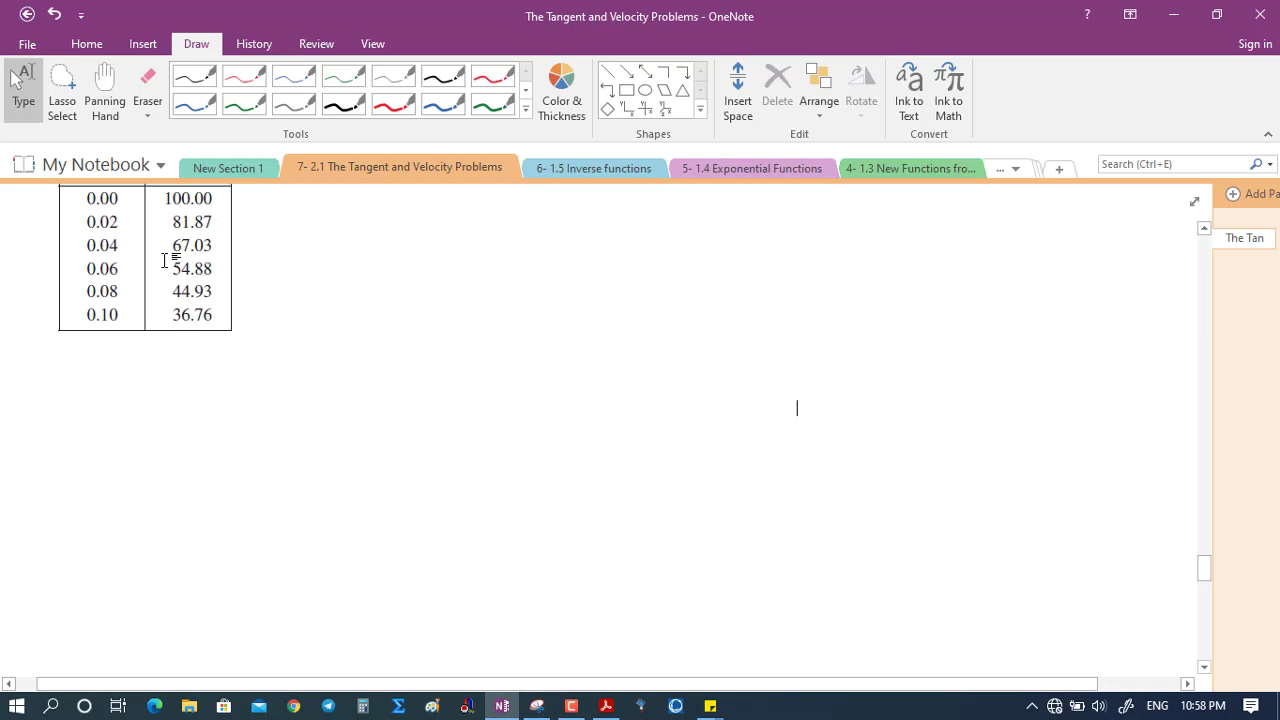 The Tangent and Velocity Problems - OneNote
?
File Home Insert Draw History Review View Sign in
Type
Lasso Select
Panning Hand
Eraser
Color & Thickness
Insert Space
Delete
Arrange
Rotate
Ink to Text
Ink to Math
Tools Shapes Edit Convert
My Notebook New Section 1 7- 2.1 The Tangent and Velocity Problems 6- 1.5 Inverse functions 5- 1.4 Exponential Functions 4- 1.3 New Functions fro... ... Search (Ctrl+E)
Add Pa
The Tan
0.00 100.00
0.02 81.87
0.04 67.03
0.06 54.88
0.08 44.93
0.10 36.76
10:58 PM